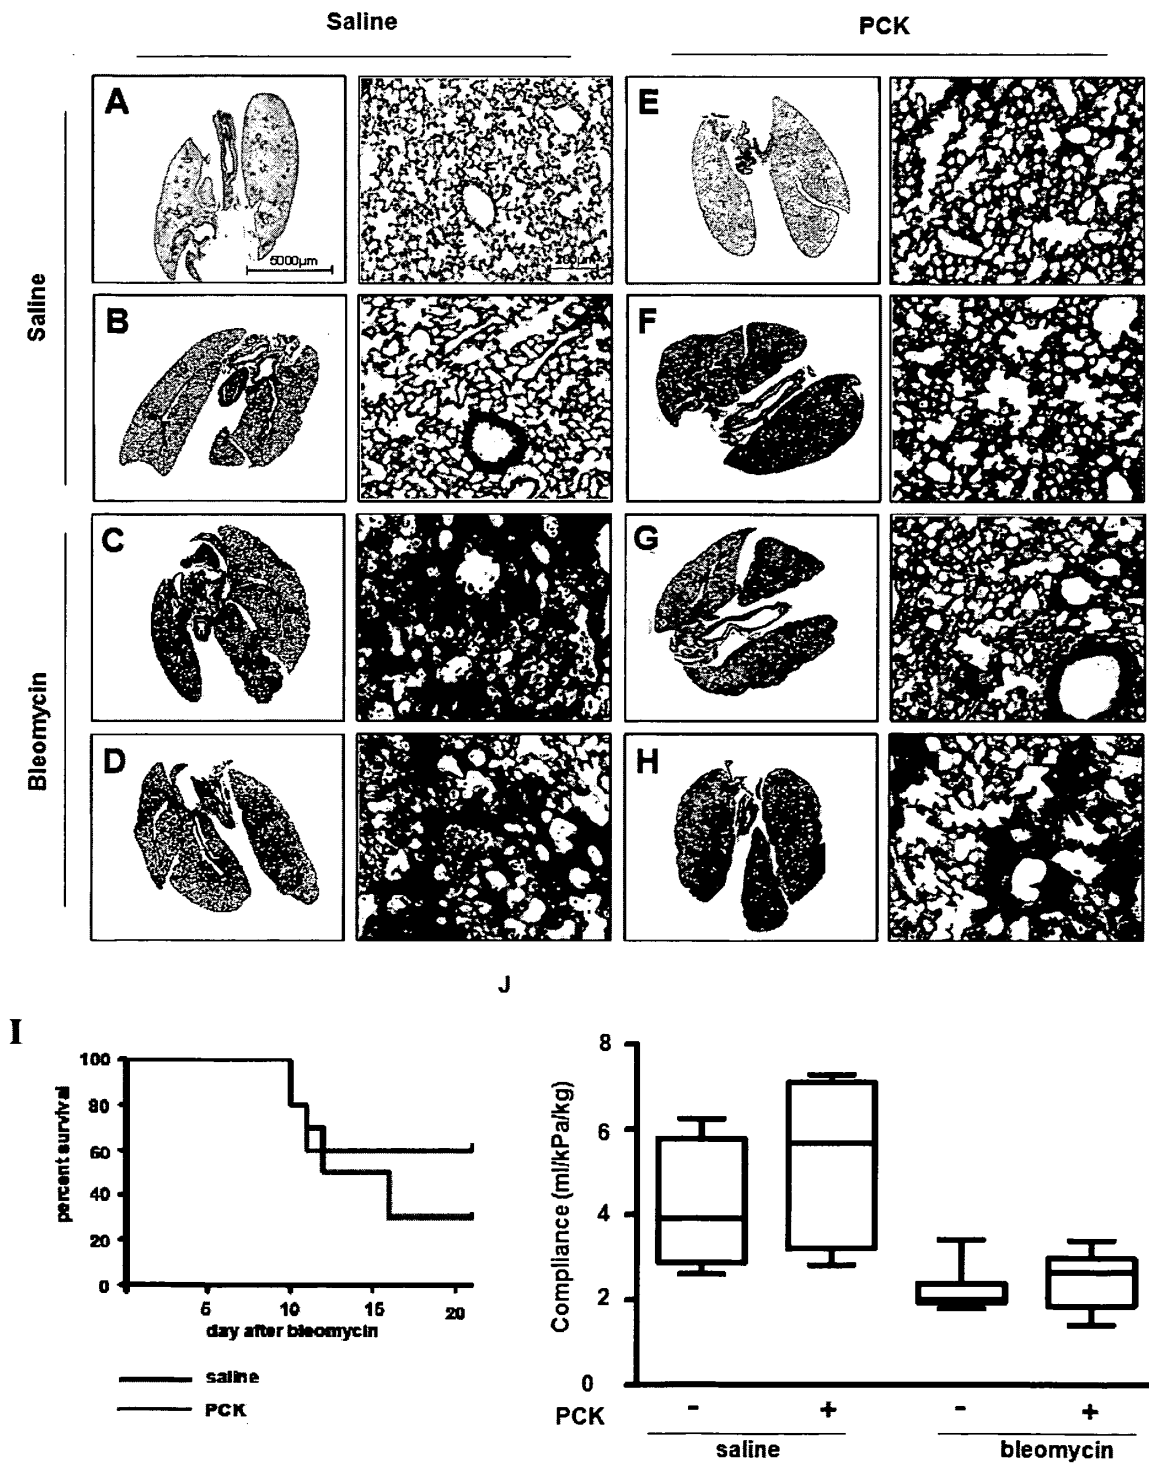 Saline
PCK
A
E
5000µm
Saline
B
F
C
G
Bleomycin
D
H
J
I
percent survival
100
80
60
40
20
0
5
10
15
20
day after bleomycin
saline
PCK
Compliance (ml/kPa/kg)
8
6
4
2
0
PCK
-
+
-
+
saline
bleomycin